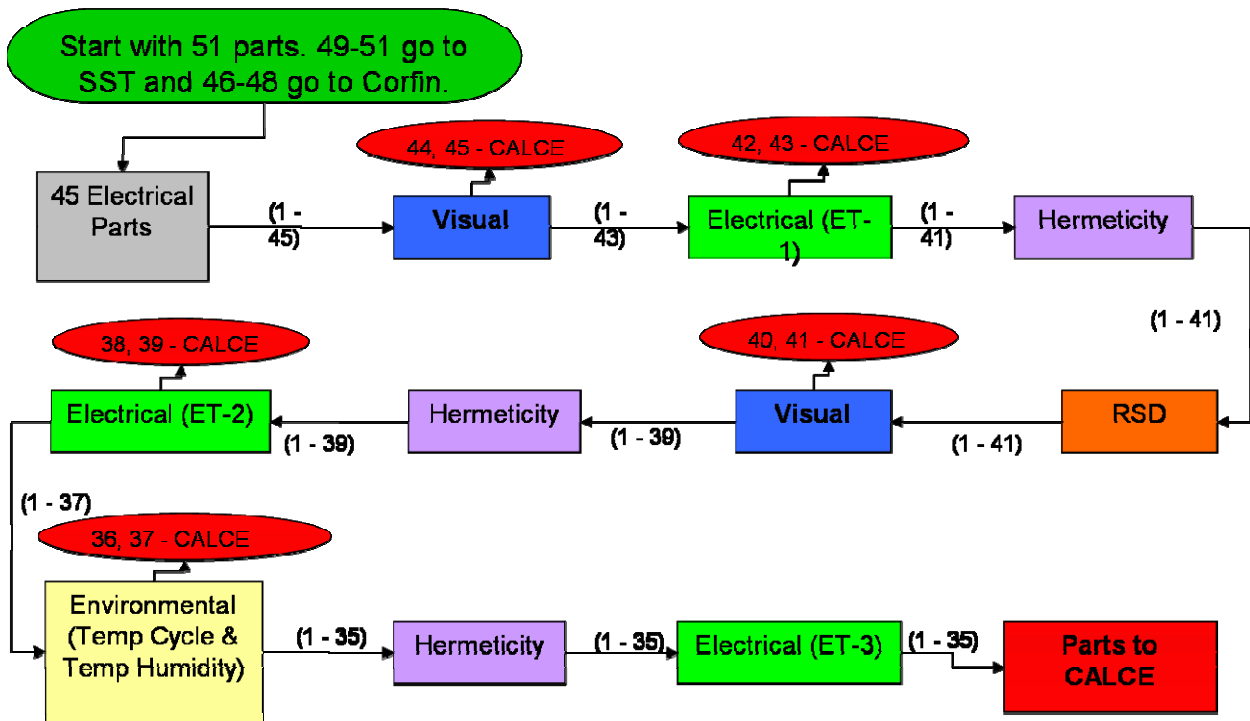 Start with 51 parts. 49-51 go to
SST and 46-48 go to Corfin.
44, 45 - CALCE
42, 43 - CALCE
45 Electrical
Parts
(1 -
45)
Visual
(1 -
43)
Electrical (ET-
1)
(1 -
41)
Hermeticity
(1 - 41)
38, 39 - CALCE
40, 41 - CALCE
Electrical (ET-2)
(1 - 39)
Hermeticity
(1 - 39)
Visual
(1 - 41)
RSD
(1 - 37)
36, 37 - CALCE
Environmental
(Temp Cycle &
Temp Humidity)
(1 - 35)
Hermeticity
(1 - 35)
Electrical (ET-3)
(1 - 35)
Parts to
CALCE